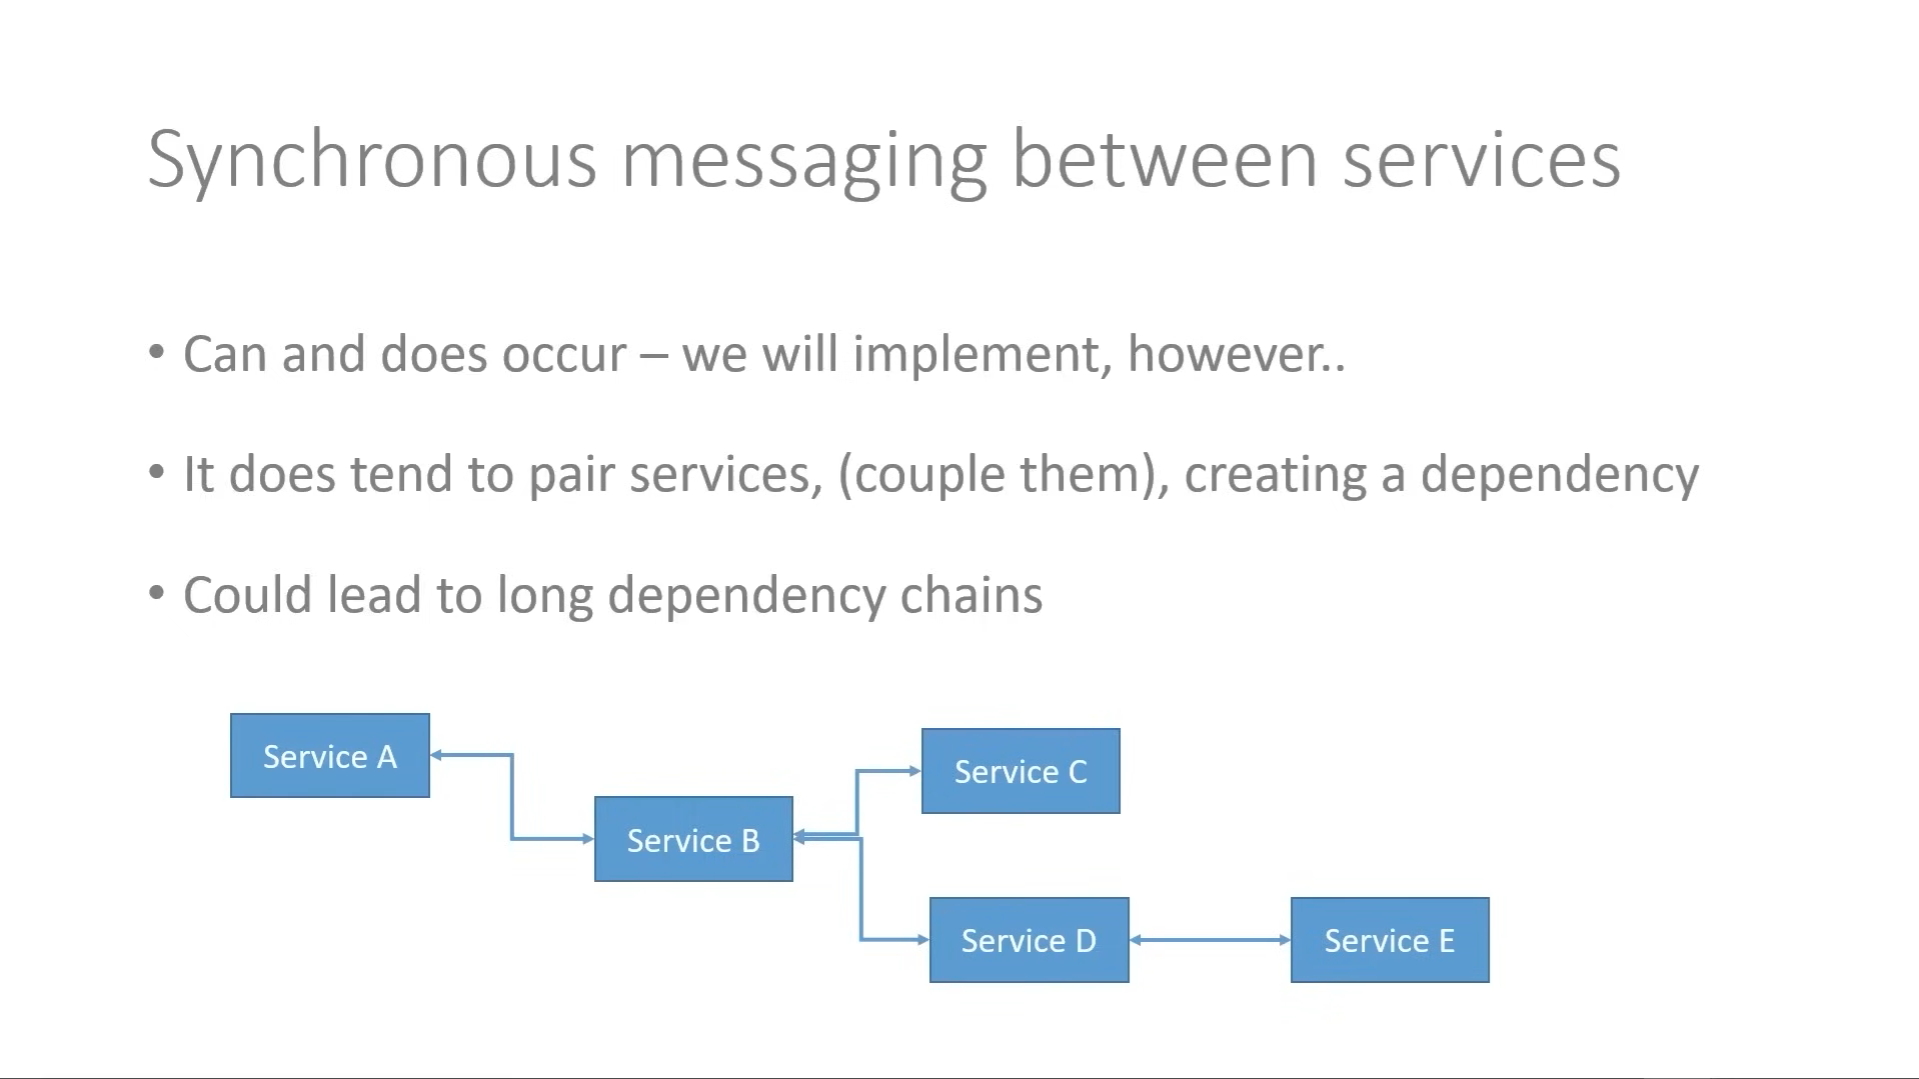 Synchronous messaging between services
• Can and does occur – we will implement, however..
• It does tend to pair services, (couple them), creating a dependency
• Could lead to long dependency chains
Service A
Service B
Service C
Service D
Service E